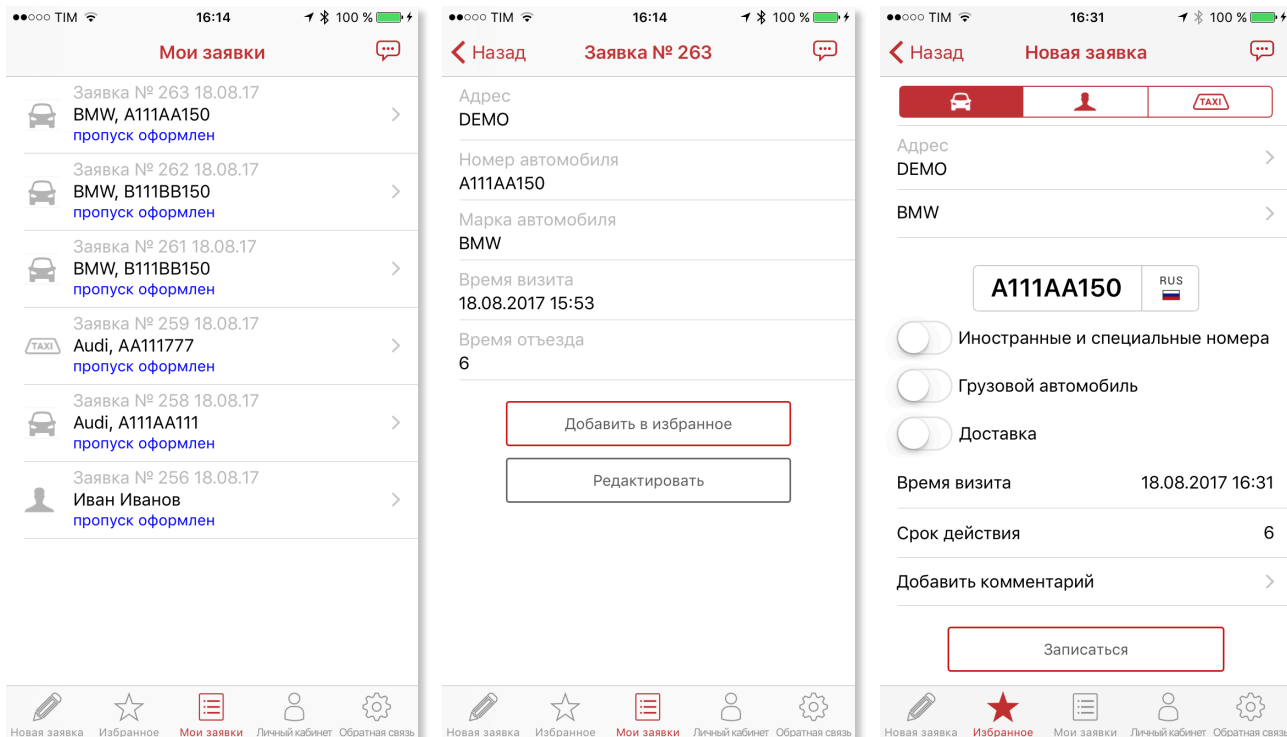 TIM 16:14 100 %
Мои заявки
Заявка № 263 18.08.17
BMW, A111AA150
пропуск оформлен
Заявка № 262 18.08.17
BMW, B111BB150
пропуск оформлен
Заявка № 261 18.08.17
BMW, B111BB150
пропуск оформлен
Заявка № 259 18.08.17
TAXI
Audi, AA111777
пропуск оформлен
Заявка № 258 18.08.17
Audi, A111AA111
пропуск оформлен
Заявка № 256 18.08.17
Иван Иванов
пропуск оформлен
Новая заявка Избранное Мои заявки Личный кабинет Обратная связь
TIM 16:14 100 %
Назад Заявка № 263
Адрес
DEMO
Номер автомобиля
A111AA150
Марка автомобиля
BMW
Время визита
18.08.2017 15:53
Время отъезда
6
Добавить в избранное
Редактировать
Новая заявка Избранное Мои заявки Личный кабинет Обратная связь
TIM 16:31 100 %
Назад Новая заявка
TAXI
Адрес
DEMO
BMW
A111AA150 RUS
Иностранные и специальные номера
Грузовой автомобиль
Доставка
Время визита 18.08.2017 16:31
Срок действия 6
Добавить комментарий
Записаться
Новая заявка Избранное Мои заявки Личный кабинет Обратная связь